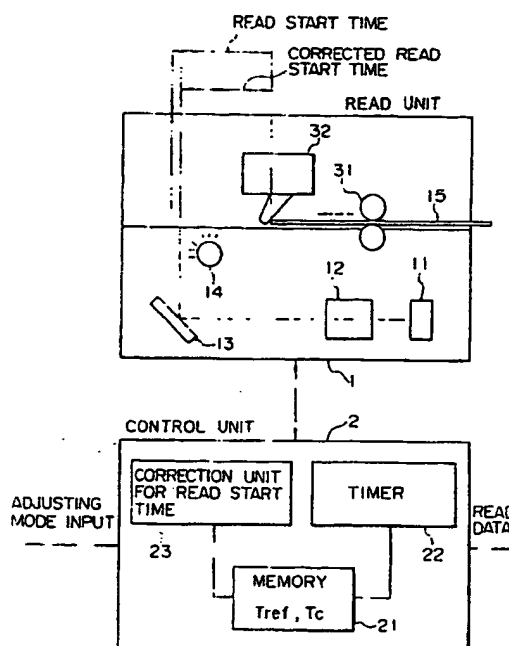 READ START TIME
CORRECTED READ
START TIME
READ UNIT
32
31
15
14
12
11
13
1
CONTROL UNIT
2
CORRECTION UNIT
FOR READ START
TIME
TIMER
ADJUSTING
MODE INPUT
READ
DATA
23
22
MEMORY
Tref, Tc
21